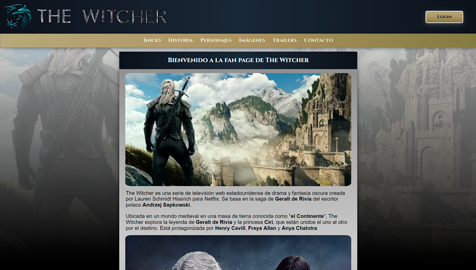 THE WITCHER
Login
Inicio Historia Personajes Imágenes Trailers Contacto
Bienvenido a la fan page de The Witcher
The Witcher es una serie de televisión web estadounidense de drama y fantasía oscura creada
por Lauren Schmidt Hissrich para Netflix. Se basa en la saga de Geralt de Rivia del escritor
polaco Andrzej Sapkowski.
Ubicada en un mundo medieval en una masa de tierra conocida como "el Continente", The
Witcher explora la leyenda de Geralt de Rivia y la princesa Ciri, que están unidos el uno al otro
por el destino. Está protagonizada por Henry Cavill, Freya Allan y Anya Chalotra.